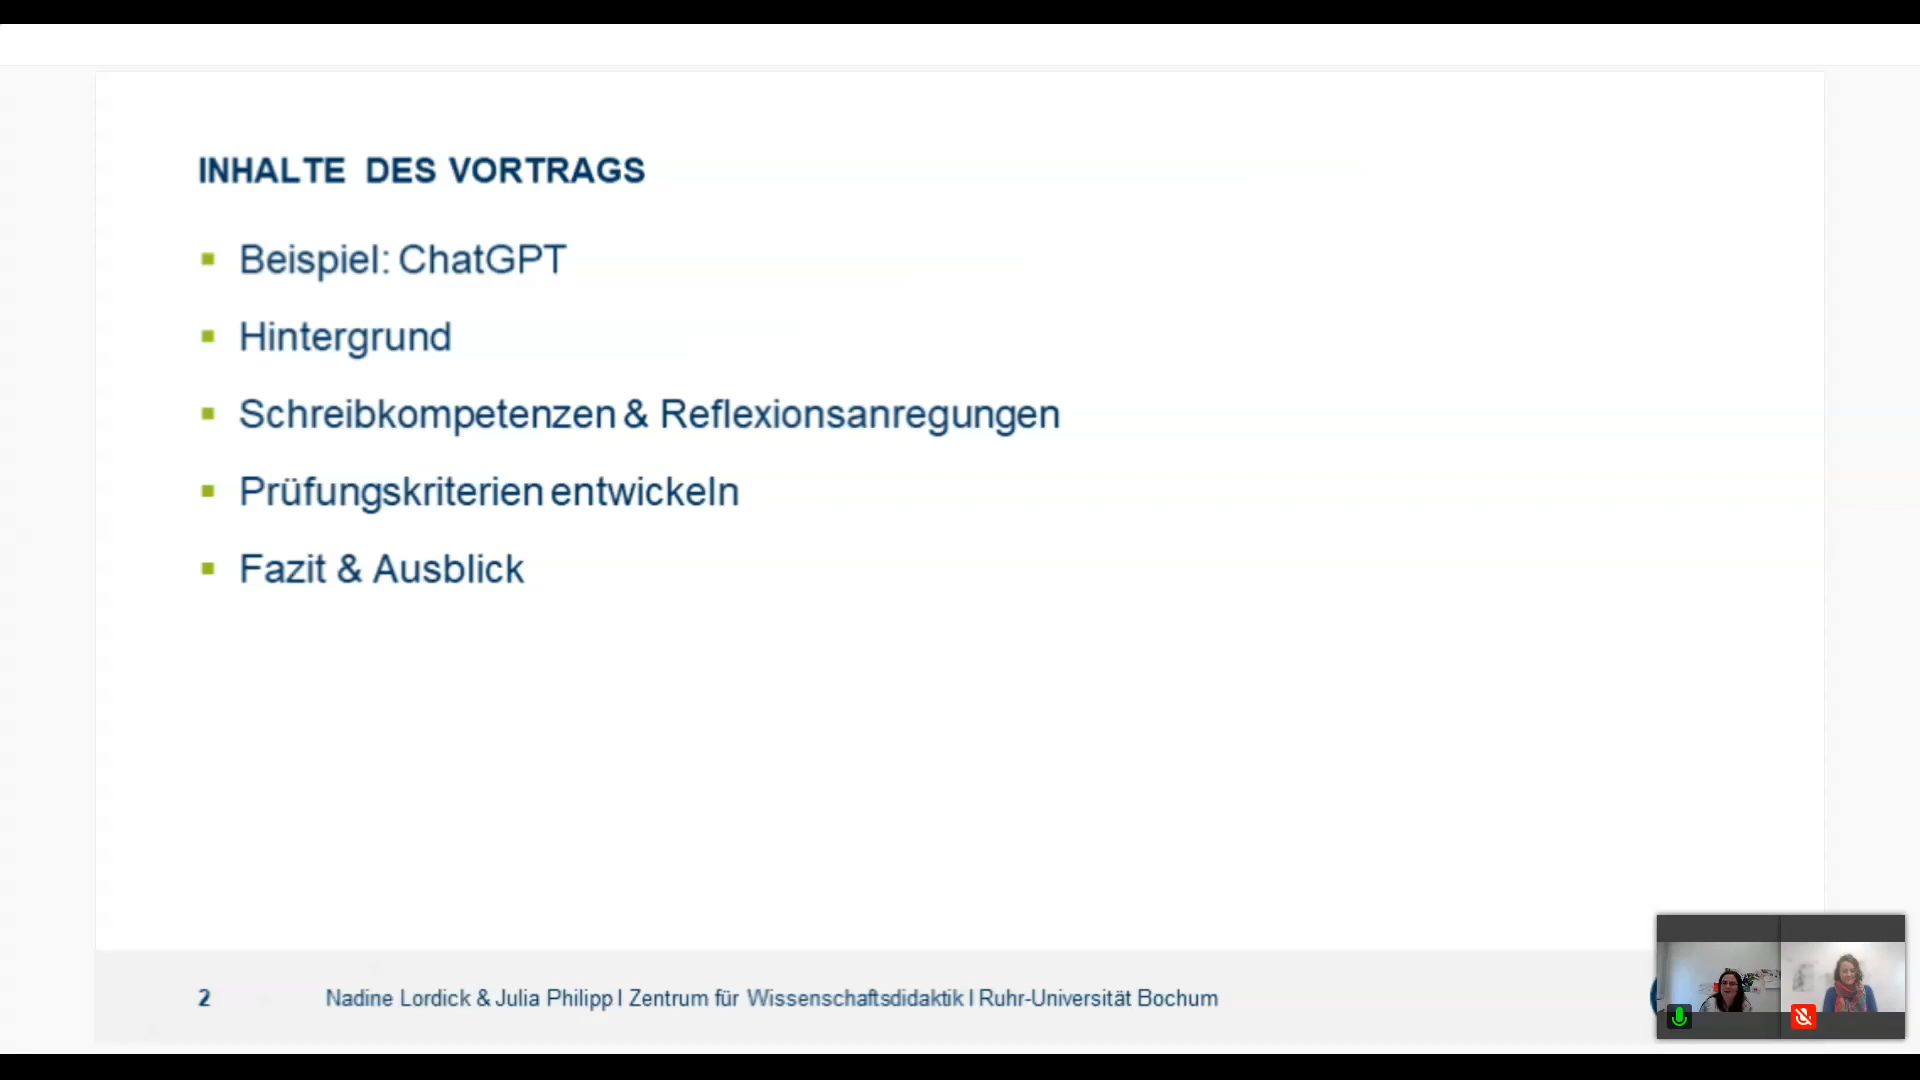 INHALTE DES VORTRAGS
Beispiel: ChatGPT
Hintergrund
Schreibkompetenzen & Reflexionsanregungen
Prüfungskriterien entwickeln
Fazit & Ausblick
2 Nadine Lordick & Julia Philipp I Zentrum für Wissenschaftsdidaktik I Ruhr-Universität Bochum